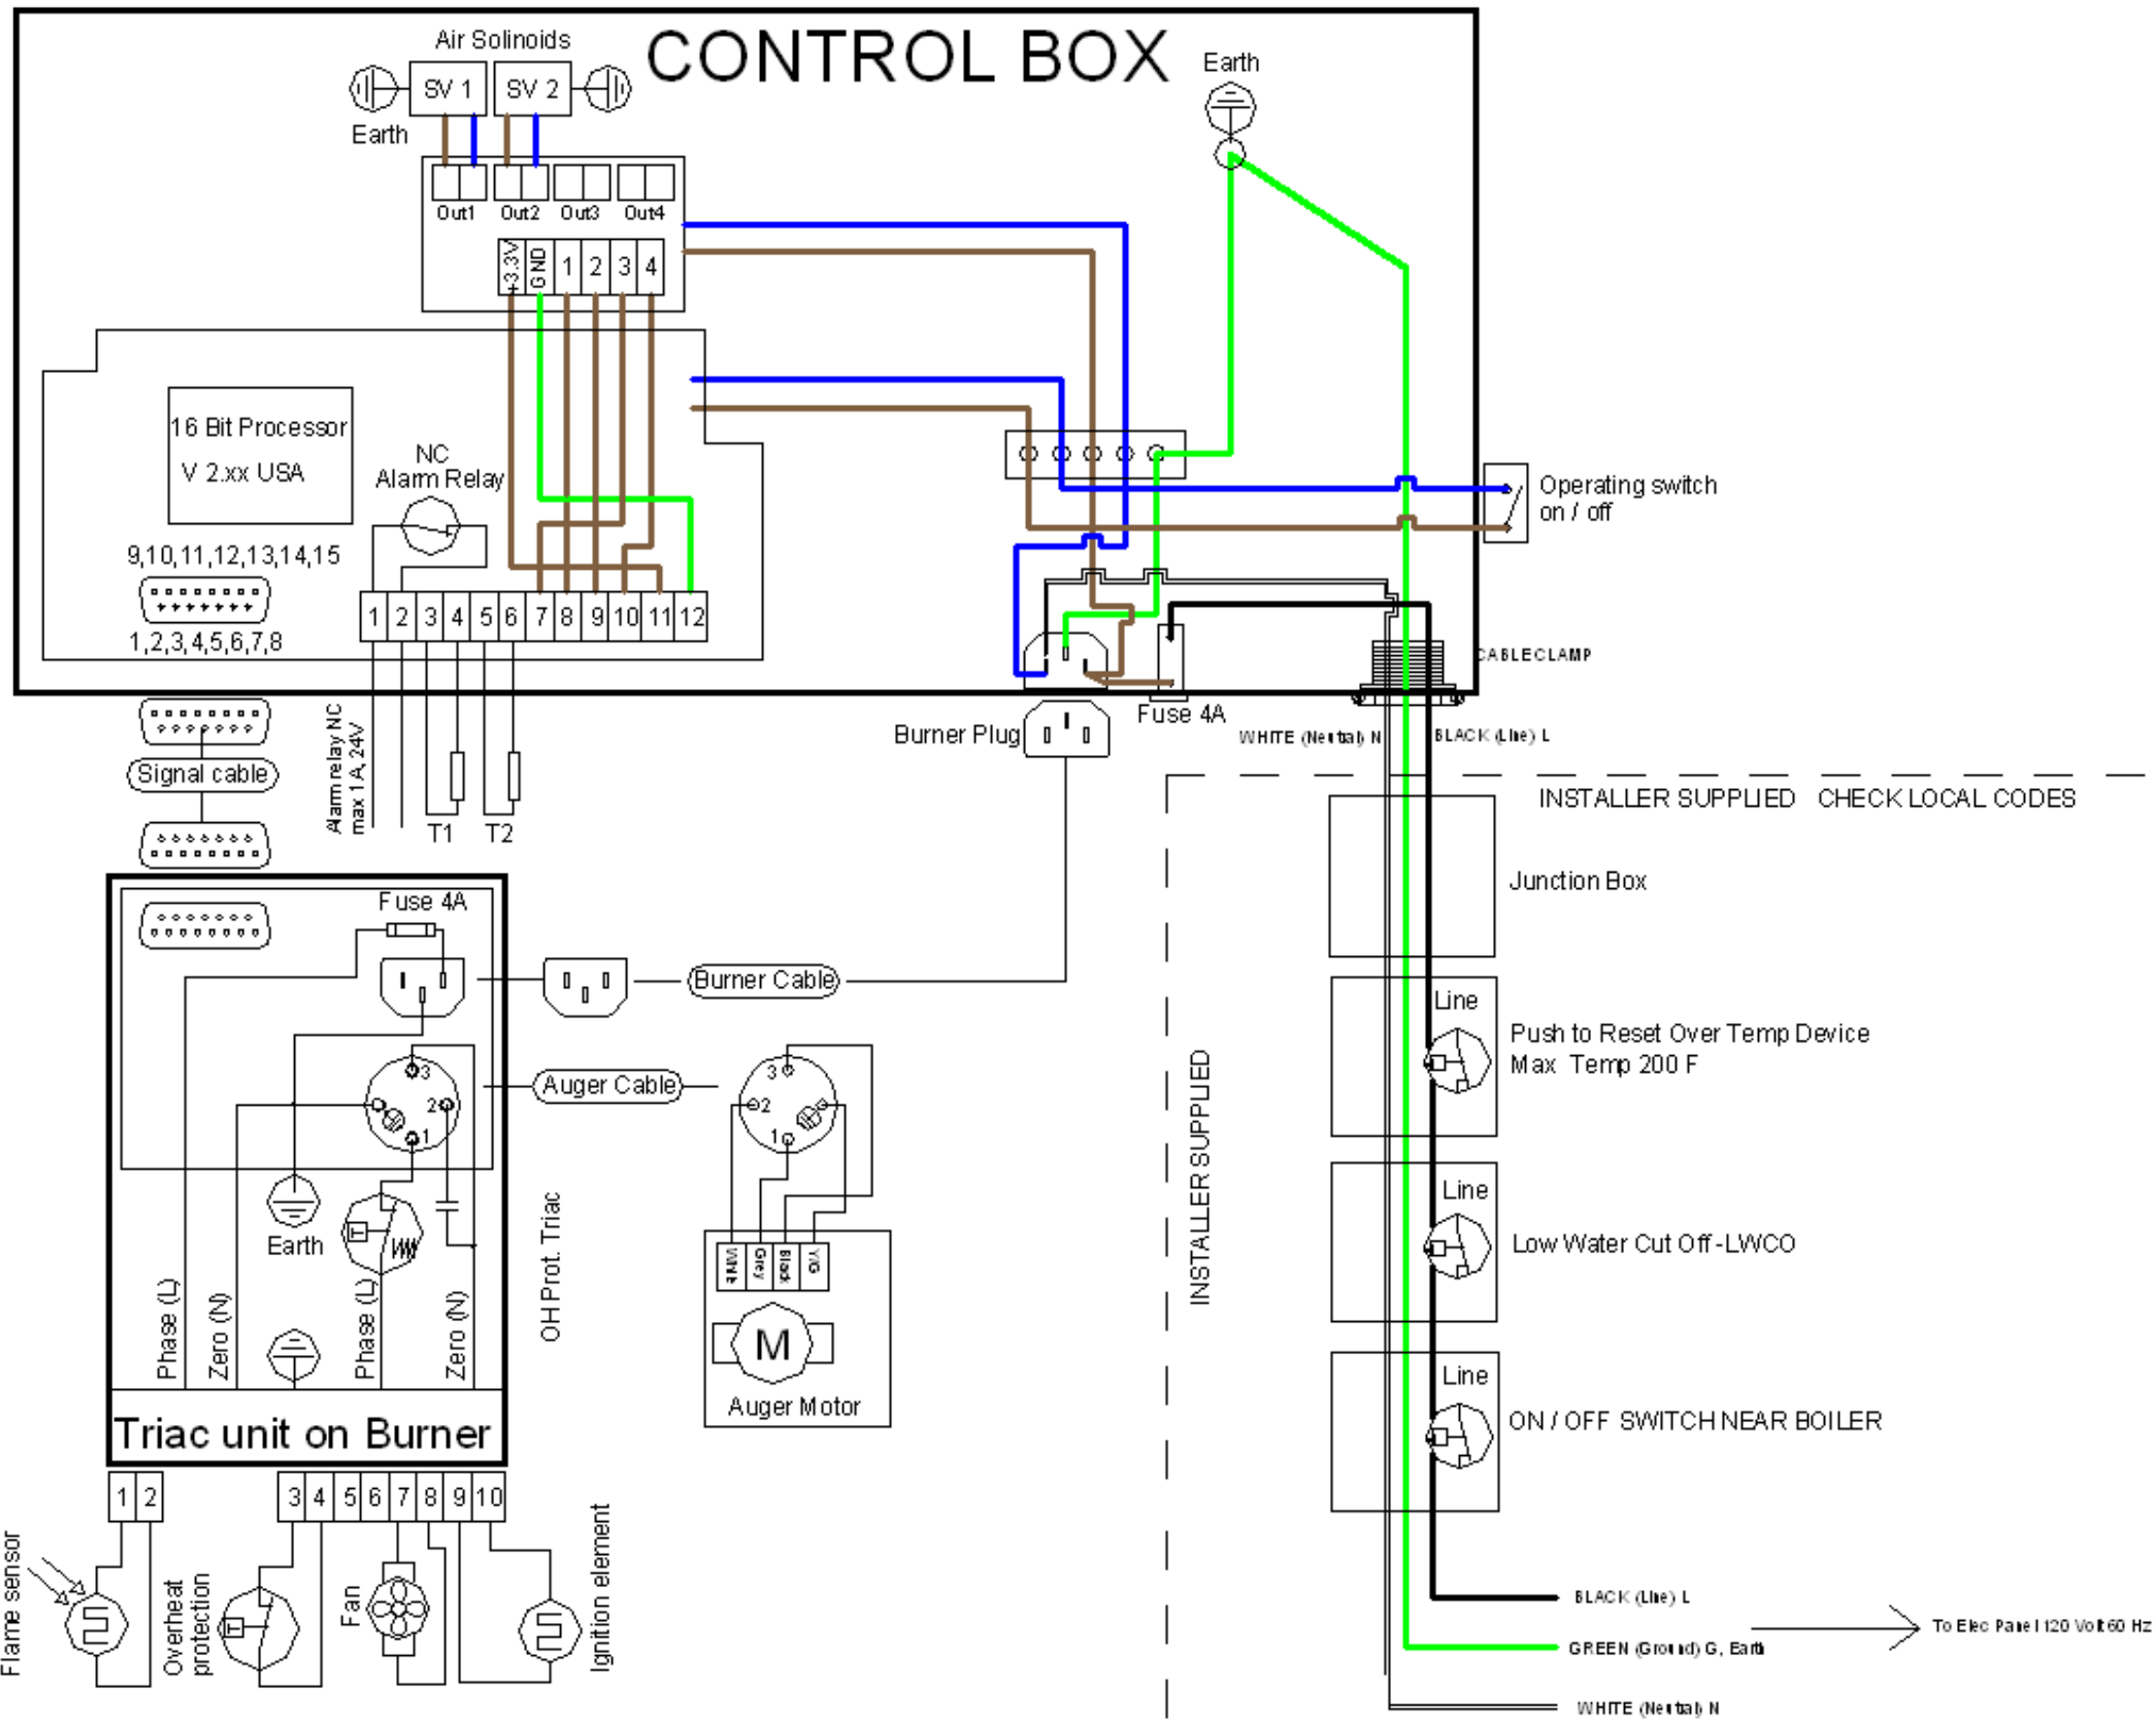 CONTROL BOX
Air Solinoids
SV 1
SV 2
Earth
Earth
Out1
Out2
Out3
Out4
+3.3V
GND
1
2
3
4
16 Bit Processor
V 2.xx USA
NC
Alarm Relay
9,10,11,12,13,14,15
1,2,3,4,5,6,7,8
1
2
3
4
5
6
7
8
9
10
11
12
Operating switch
on / off
CABLE CLAMP
Fuse 4A
Burner Plug
WHITE (Neutral) N
BLACK (Line) L
Signal cable
Alarm relay NC
max 1 A, 24V
T1
T2
INSTALLER SUPPLIED CHECK LOCAL CODES
Junction Box
Fuse 4A
Burner Cable
Line
Push to Reset Over Temp Device
Max Temp 200 F
3
2
1
Auger Cable
3
2
1
INSTALLER SUPPLIED
Earth
T
OH Prot. Triac
Line
Low Water Cut Off -LWCO
Phase (L)
Zero (N)
Phase (L)
Zero (N)
White
Grey
Black
Y/G
M
Auger Motor
Line
ON / OFF SWITCH NEAR BOILER
Triac unit on Burner
1
2
3
4
5
6
7
8
9
10
Flame sensor
Overheat
protection
T
Fan
Ignition element
BLACK (Line) L
To Elec Panel 120 Volt 60 Hz
GREEN (Ground) G, Earth
WHITE (Neutral) N